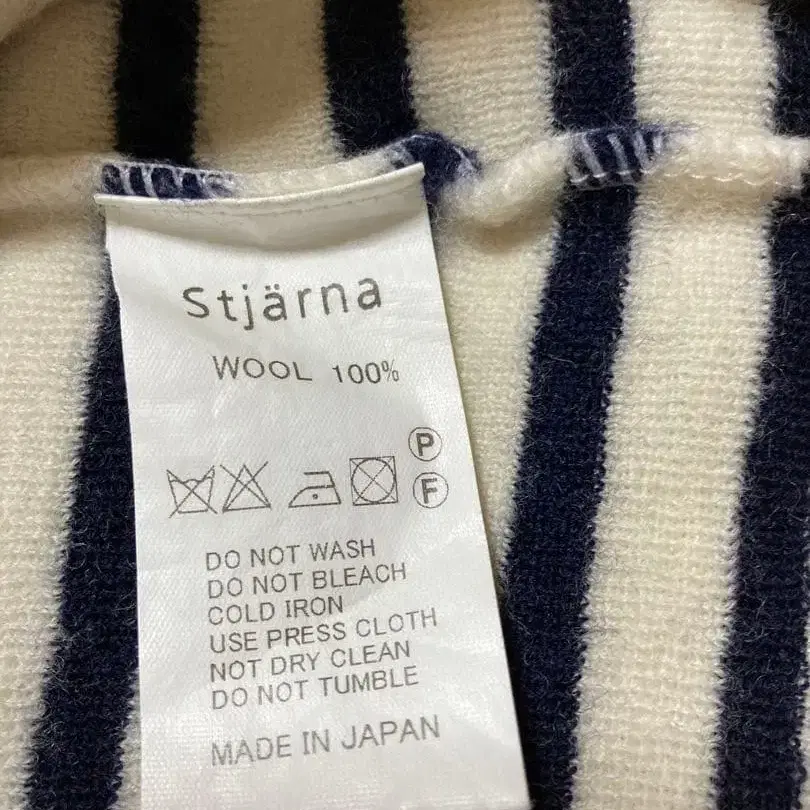 Stjärna
WOOL 100%
P
F
DO NOT WASH
DO NOT BLEACH
COLD IRON
USE PRESS CLOTH
NOT DRY CLEAN
DO NOT TUMBLE
MADE IN JAPAN